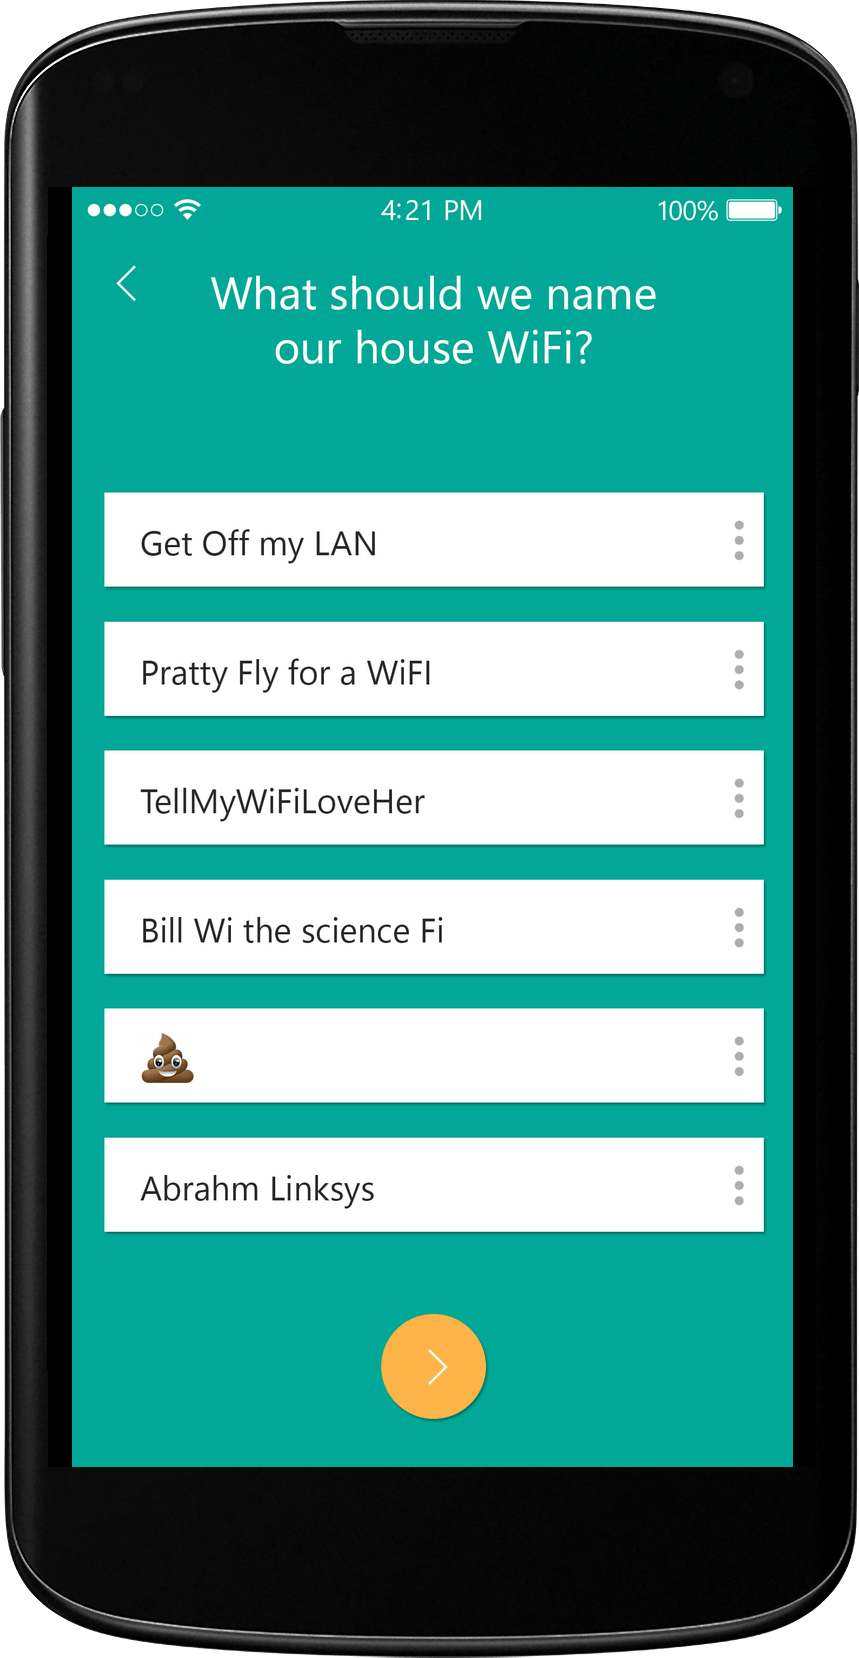 4:21 PM 100%
What should we name
our house WiFi?
Get Off my LAN
Pratty Fly for a WiFI
TellMyWiFiLoveHer
Bill Wi the science Fi
💩
Abrahm Linksys